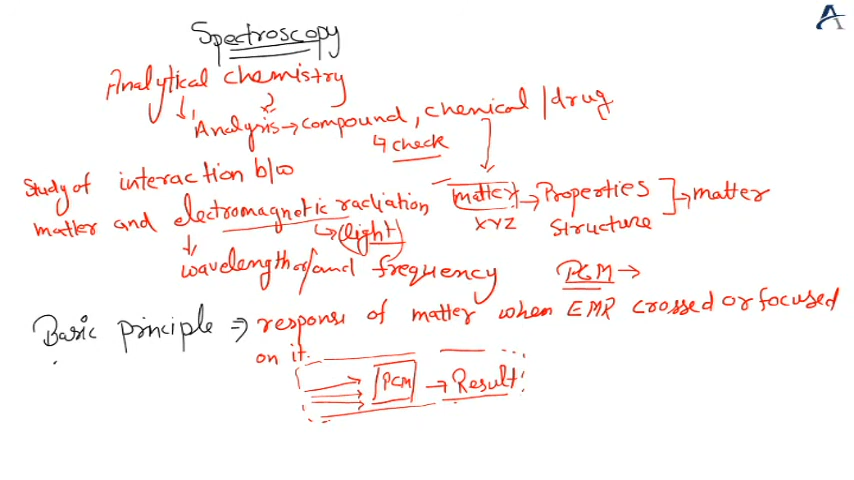 Spectroscopy
Analytical chemistry
Analysis → compound, chemical / drug
↳ check
Study of interaction b/w
matter and electromagnetic radiation
↳ light
matter → Properties Structure → matter
XYZ
wavelength or/and frequency
PCM →
Basic principle ⇒ response of matter when EMR crossed or focused
on it.
PCM → Result